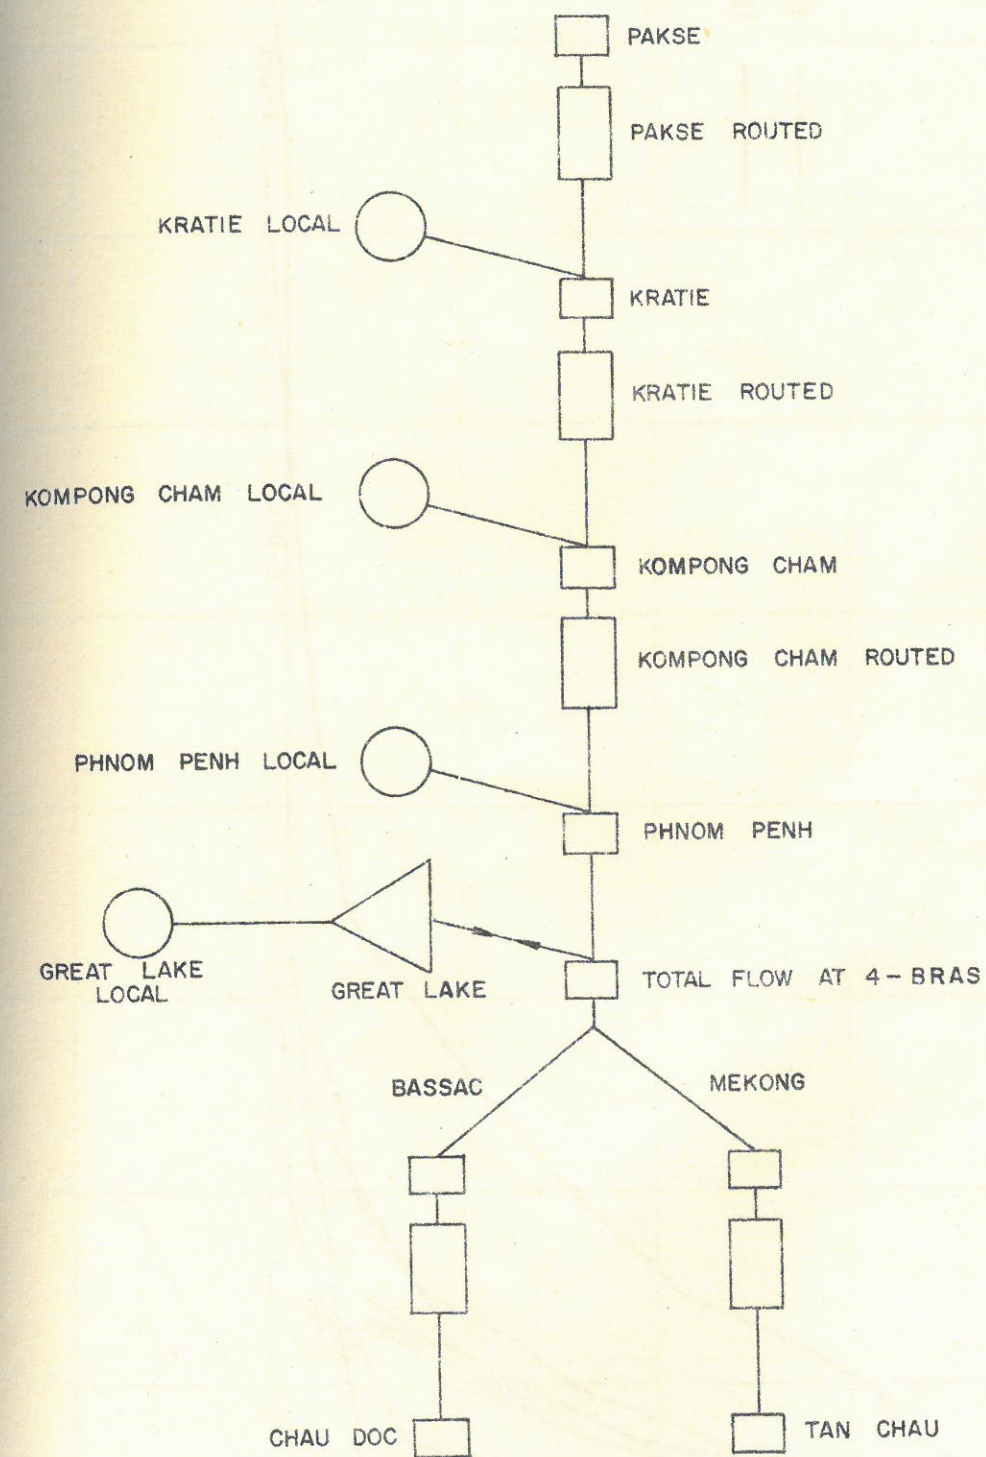 PAKSE
PAKSE ROUTED
KRATIE LOCAL
KRATIE
KRATIE ROUTED
KOMPONG CHAM LOCAL
KOMPONG CHAM
KOMPONG CHAM ROUTED
PHNOM PENH LOCAL
PHNOM PENH
GREAT LAKE
LOCAL
GREAT LAKE
TOTAL FLOW AT 4-BRAS
BASSAC
MEKONG
CHAU DOC
TAN CHAU